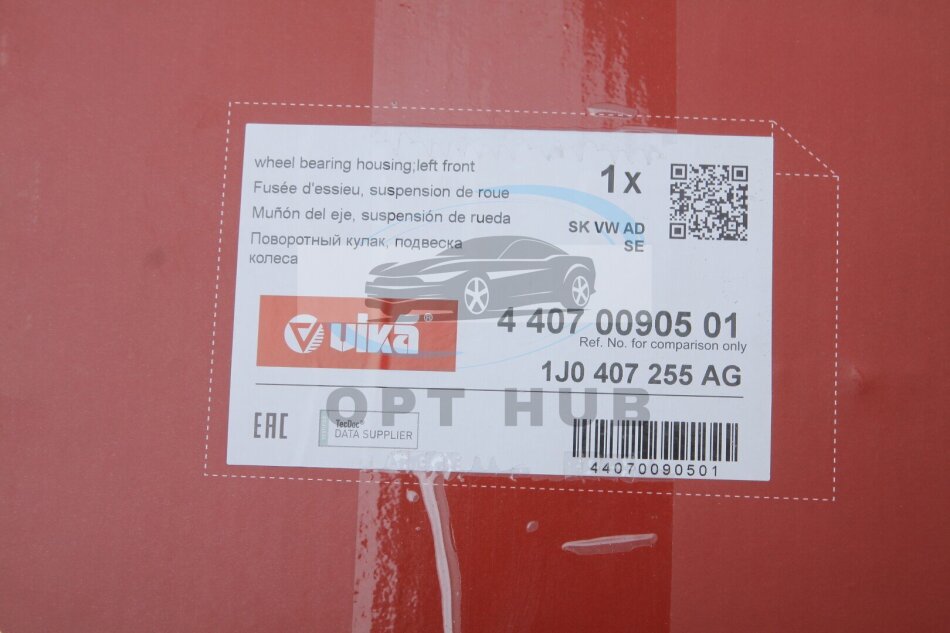 wheel bearing housing;left front
Fusée d'essieu, suspension de roue
Muñón del eje, suspensión de rueda
Поворотный кулак, подвеска
колеса
1x
SK VW AD
SE
vika®
4 407 00905 01
Ref. No. for comparison only
1J0 407 255 AG
OPT HUB
EAC
TecDoc®
DATA SUPPLIER
44070090501